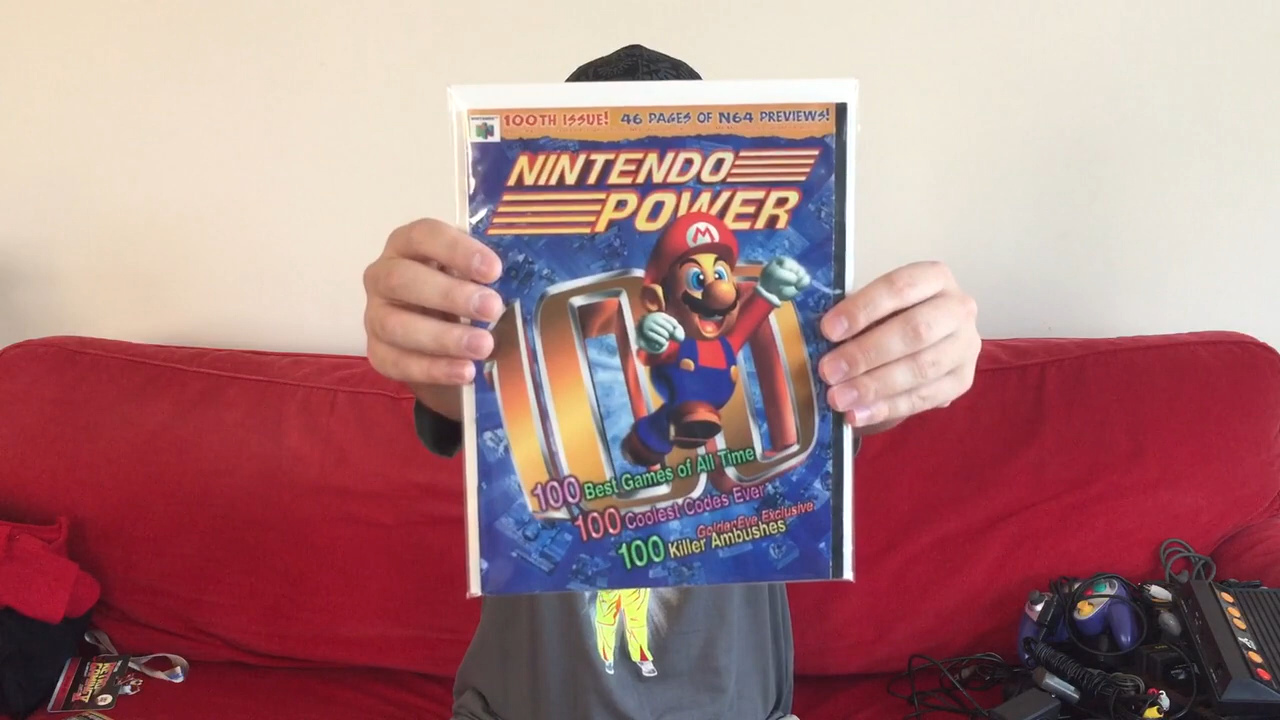 100TH ISSUE! 46 PAGES OF N64 PREVIEWS!
NINTENDO
POWER
M
100
100 Best Games of All Time
100 Coolest Codes Ever
GoldenEye Exclusive
100 Killer Ambushes